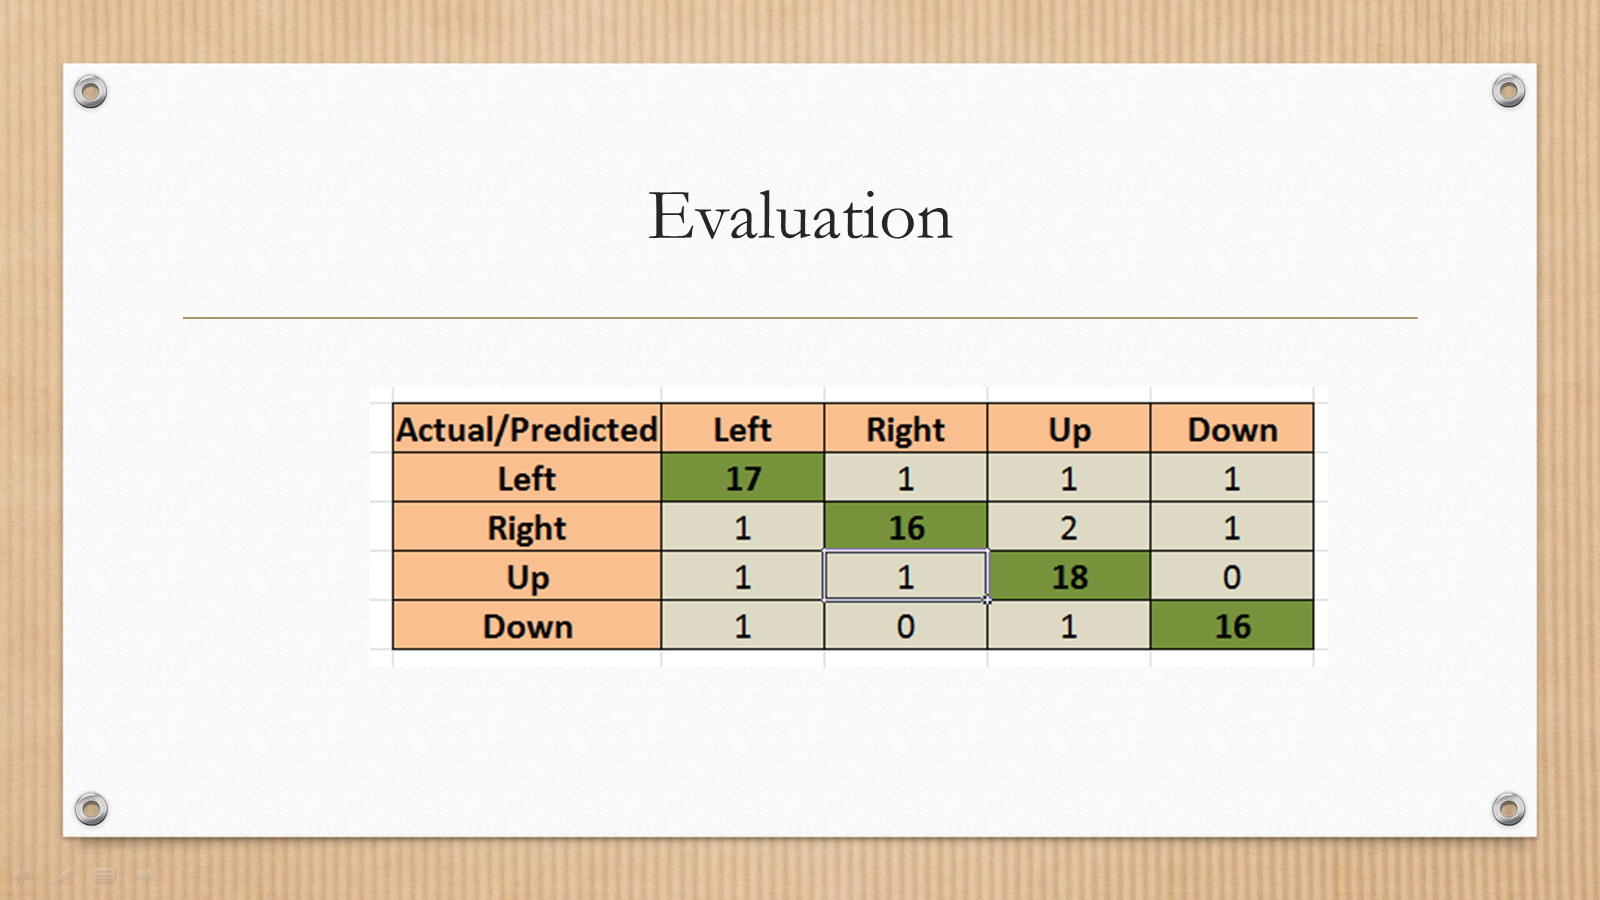 Evaluation
Actual/Predicted Left Right Up Down
Left 17 1 1 1
Right 1 16 2 1
Up 1 1 18 0
Down 1 0 1 16